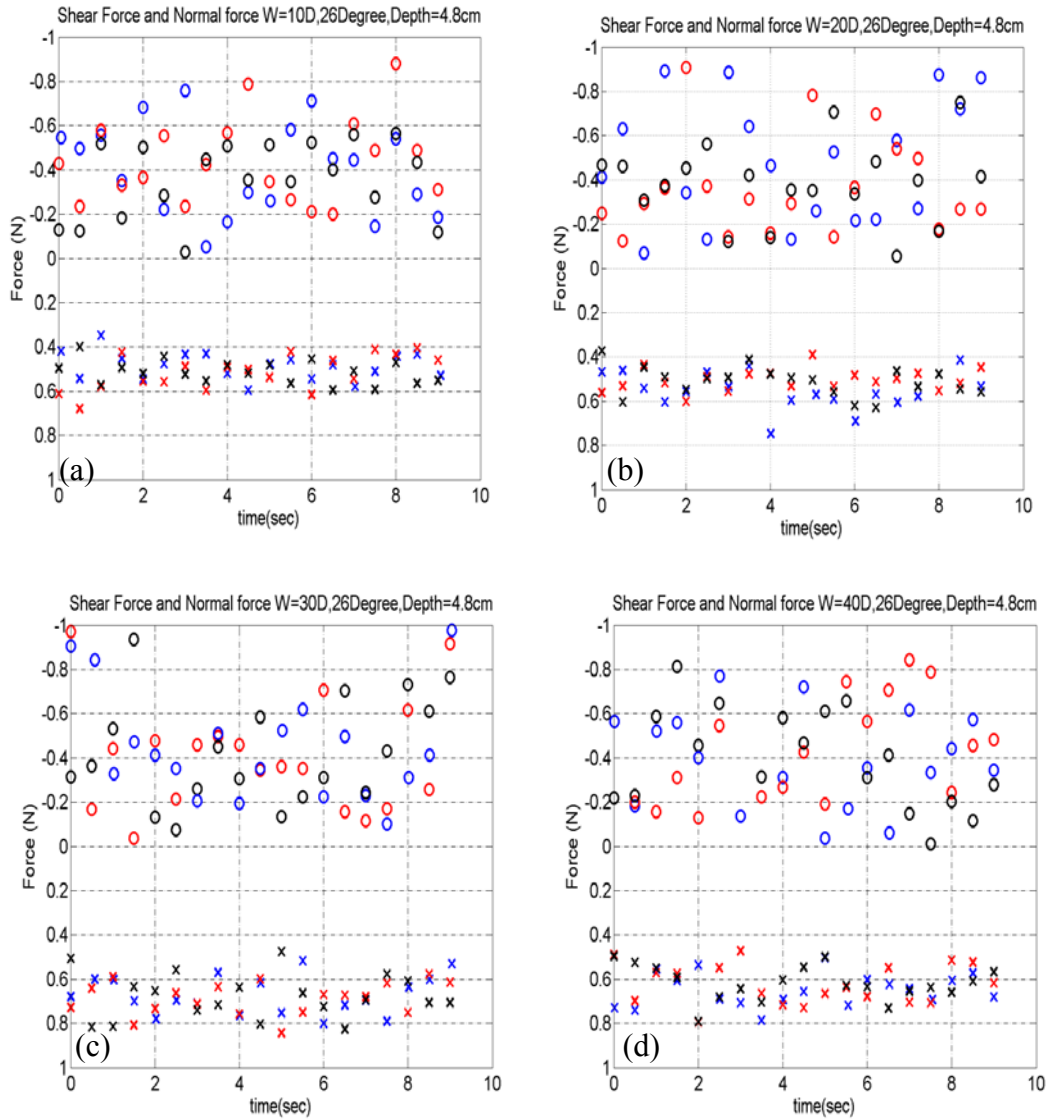 Shear Force and Normal force W=10D,26Degree,Depth=4.8cm
-1
-0.8
-0.6
-0.4
-0.2
0
0.2
0.4
0.6
0.8
1
Force (N)
(a)
0 2 4 6 8 10
time(sec)
Shear Force and Normal force W=20D,26Degree,Depth=4.8cm
-1
-0.8
-0.6
-0.4
-0.2
0
0.2
0.4
0.6
0.8
1
Force (N)
(b)
0 2 4 6 8 10
time(sec)
Shear Force and Normal force W=30D,26Degree,Depth=4.8cm
-1
-0.8
-0.6
-0.4
-0.2
0
0.2
0.4
0.6
0.8
1
Force (N)
(c)
0 2 4 6 8 10
time(sec)
Shear Force and Normal force W=40D,26Degree,Depth=4.8cm
-1
-0.8
-0.6
-0.4
-0.2
0
0.2
0.4
0.6
0.8
1
Force (N)
(d)
0 2 4 6 8 10
time(sec)